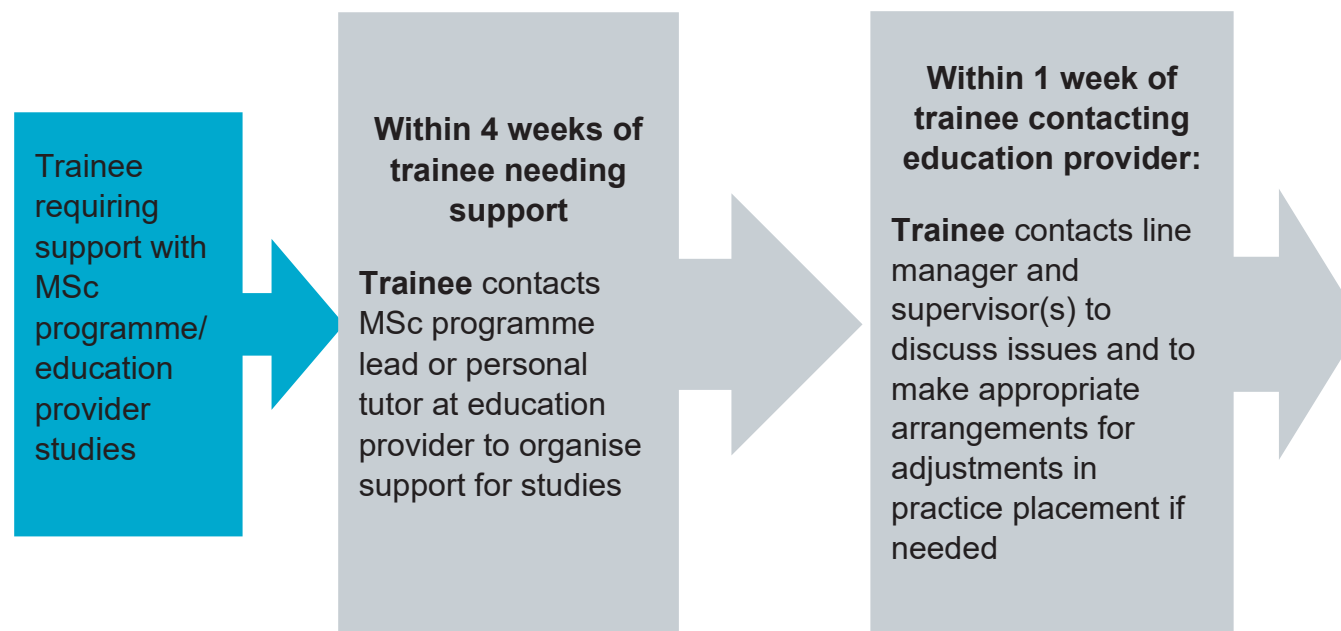 Trainee
requiring
support with
MSc
programme/
education
provider
studies
Within 4 weeks of
trainee needing
support
Trainee contacts
MSc programme
lead or personal
tutor at education
provider to organise
support for studies
Within 1 week of
trainee contacting
education provider:
Trainee contacts line
manager and
supervisor(s) to
discuss issues and to
make appropriate
arrangements for
adjustments in
practice placement if
needed